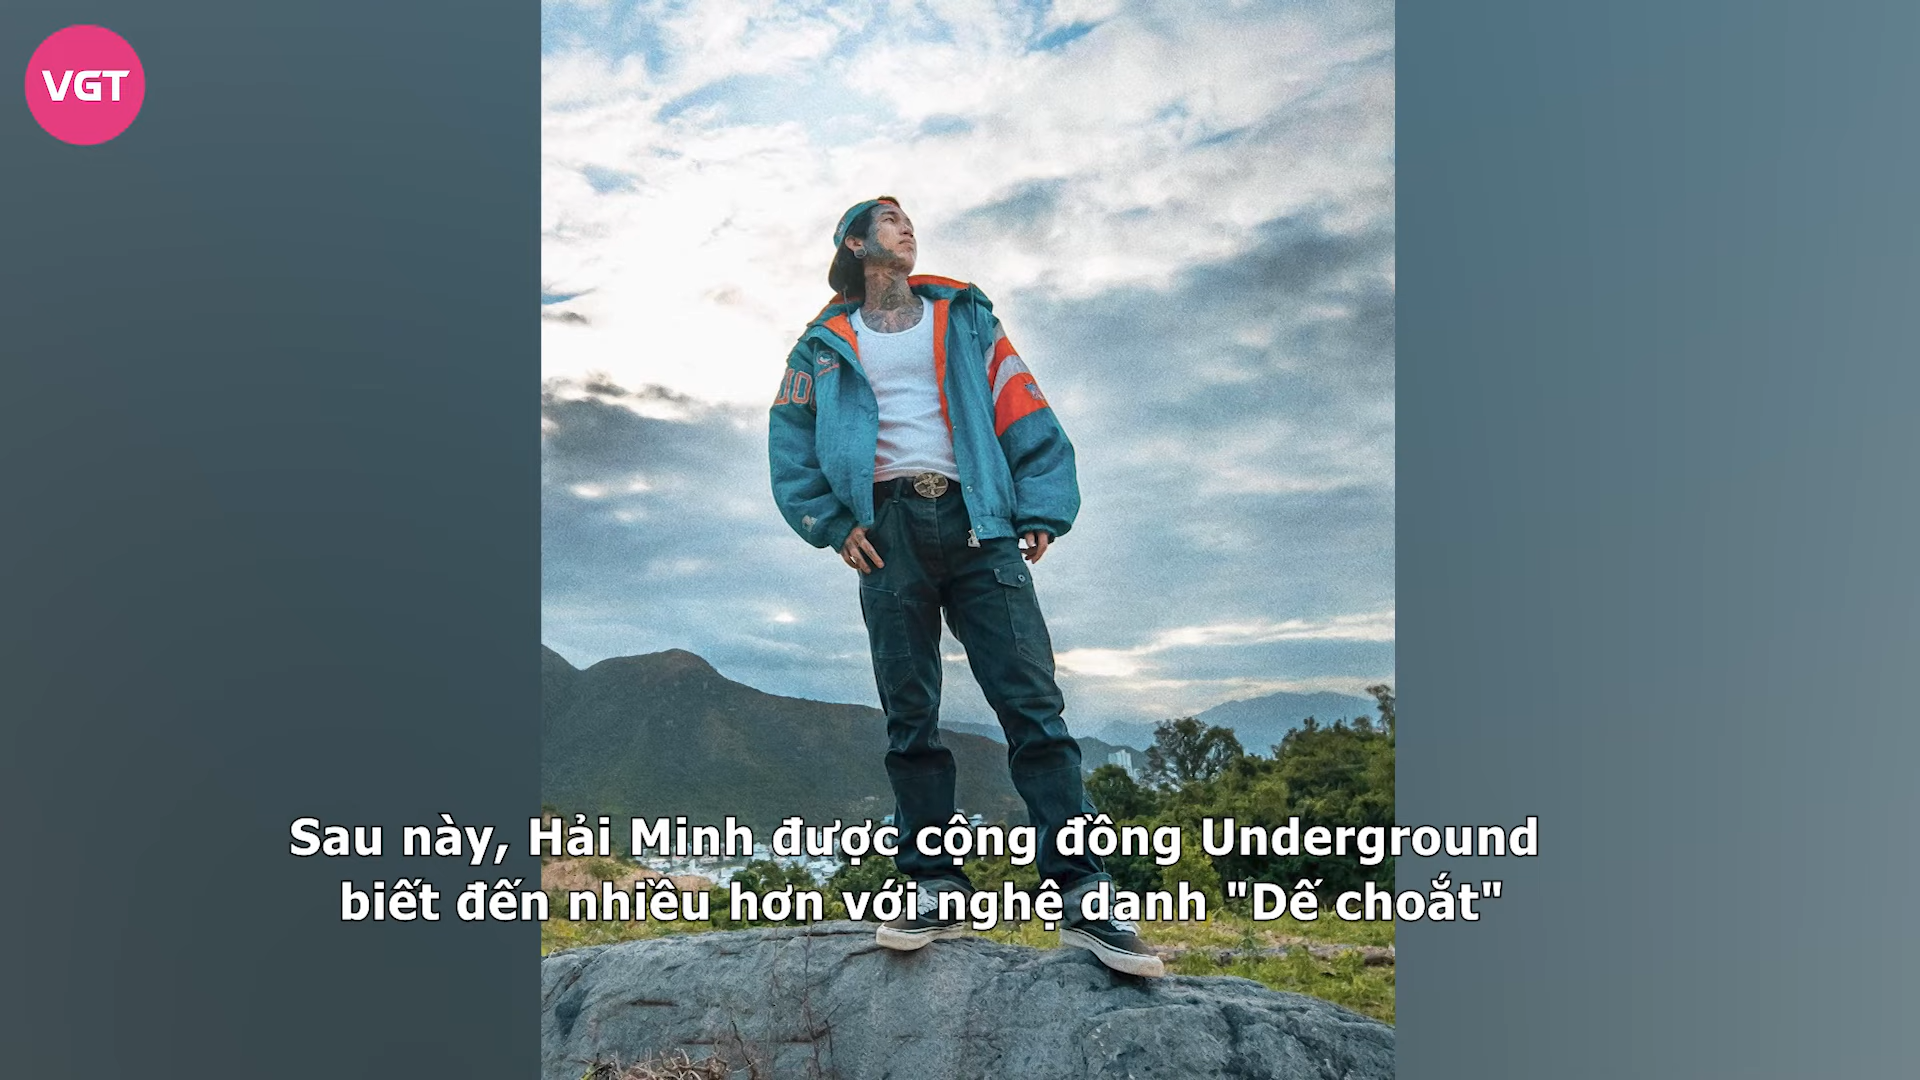 VGT
Sau này, Hải Minh được cộng đồng Underground
biết đến nhiều hơn với nghệ danh "Dế choắt"